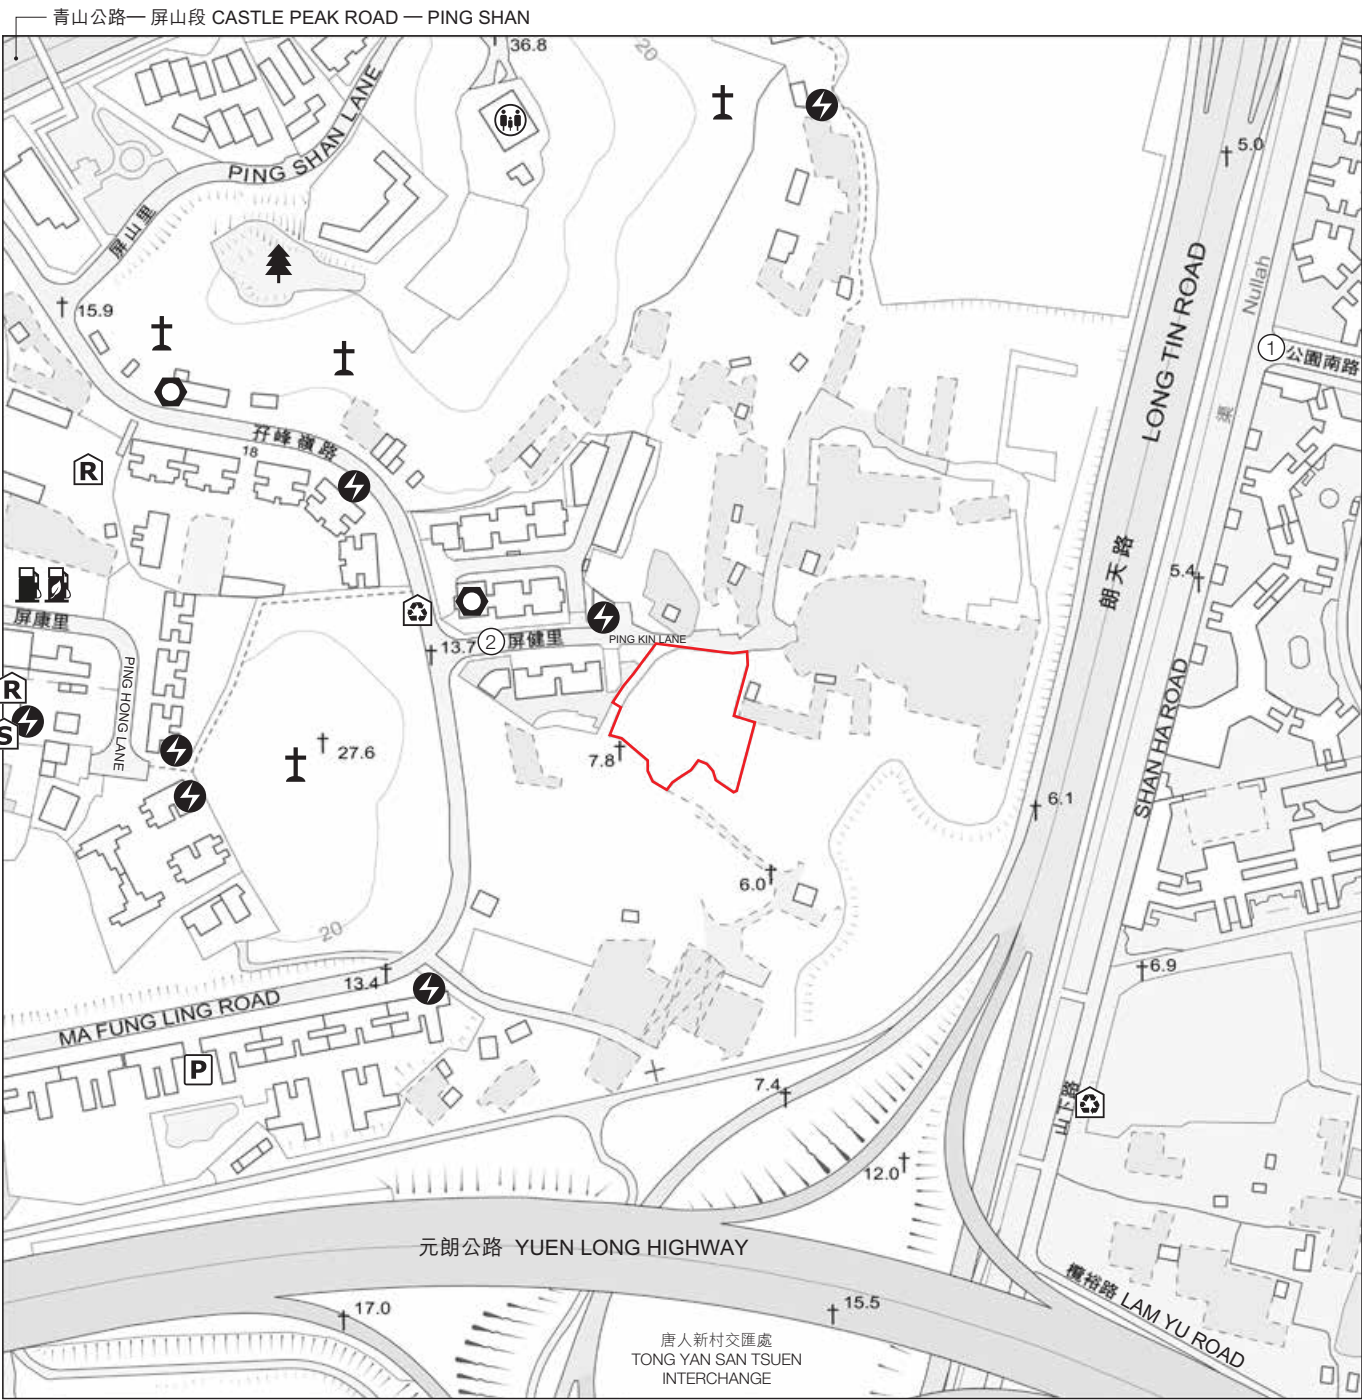 青山公路— 屏山段 CASTLE PEAK ROAD — PING SHAN
36.8
20
PING SHAN LANE
屏山里
5.0
15.9
LONG TIN ROAD
Nullah
渠
1 公園南路
孖峰嶺路
18
R
朗天路
5.4
屏康里
13.7
2 屏健里
PING KIN LANE
PING HONG LANE
R
S
27.6
7.8
SHAN HA ROAD
6.1
6.0
20
13.4
6.9
MA FUNG LING ROAD
P
7.4
山下路
12.0
元朗公路 YUEN LONG HIGHWAY
欖裕路 LAM YU ROAD
17.0
15.5
唐人新村交匯處
TONG YAN SAN TSUEN
INTERCHANGE